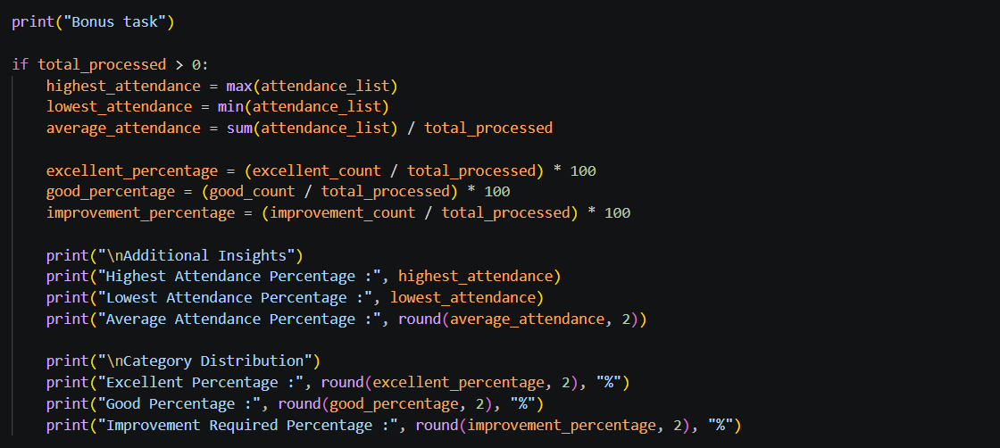 print("Bonus task")
if total_processed > 0:
    highest_attendance = max(attendance_list)
    lowest_attendance = min(attendance_list)
    average_attendance = sum(attendance_list) / total_processed
    excellent_percentage = (excellent_count / total_processed) * 100
    good_percentage = (good_count / total_processed) * 100
    improvement_percentage = (improvement_count / total_processed) * 100
    print("\nAdditional Insights")
    print("Highest Attendance Percentage :", highest_attendance)
    print("Lowest Attendance Percentage :", lowest_attendance)
    print("Average Attendance Percentage :", round(average_attendance, 2))
    print("\nCategory Distribution")
    print("Excellent Percentage :", round(excellent_percentage, 2), "%")
    print("Good Percentage :", round(good_percentage, 2), "%")
    print("Improvement Required Percentage :", round(improvement_percentage, 2), "%")